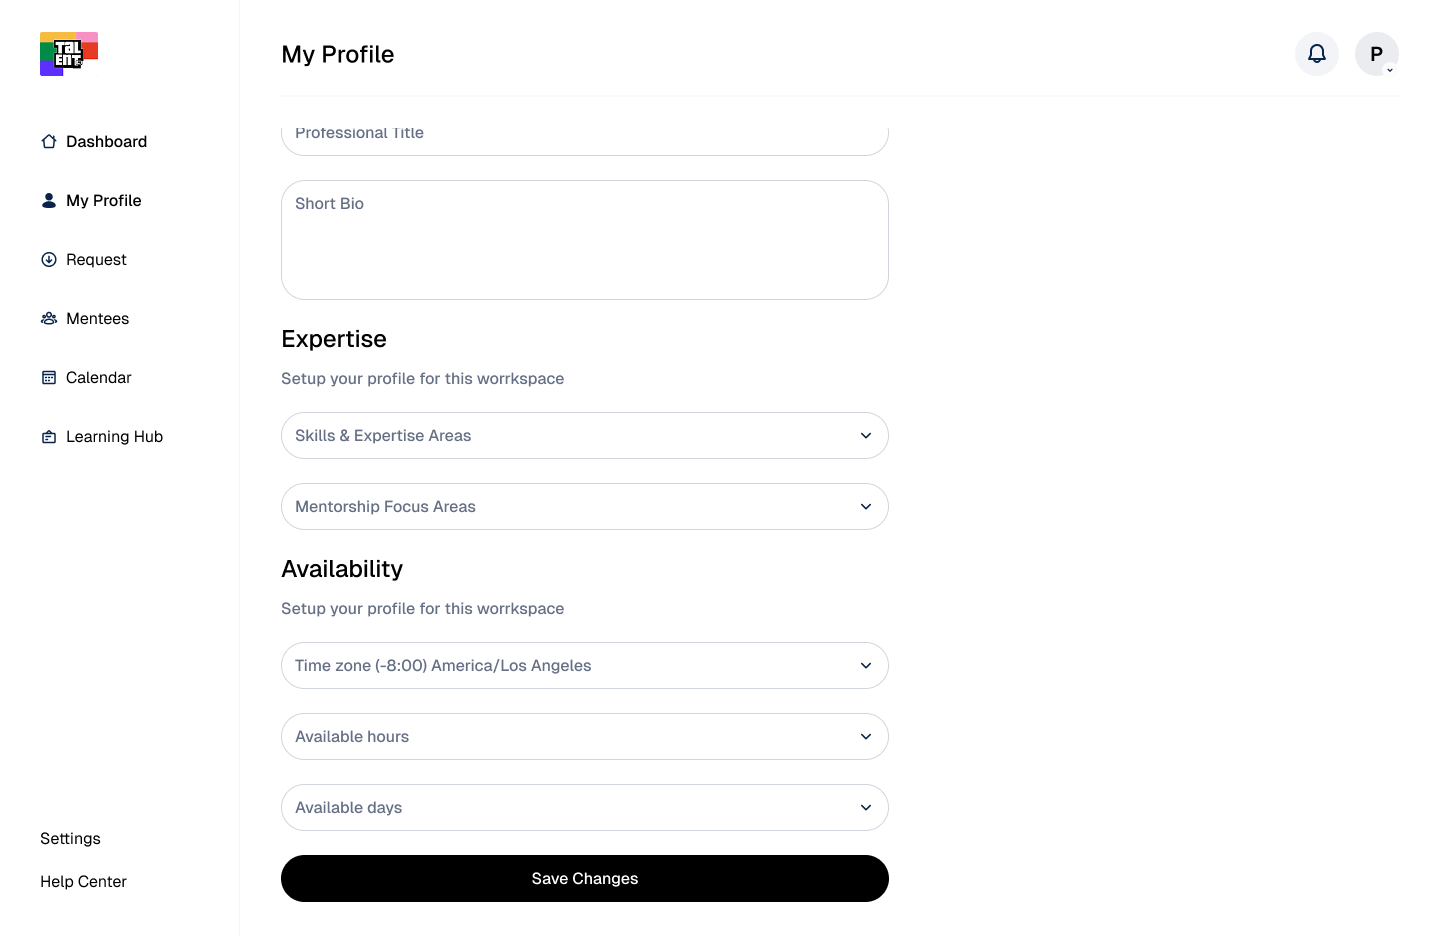 TALENT
My Profile
P
Dashboard
My Profile
Request
Mentees
Calendar
Learning Hub
Settings
Help Center
Professional Title
Short Bio
Expertise
Setup your profile for this worrkspace
Skills & Expertise Areas
Mentorship Focus Areas
Availability
Setup your profile for this worrkspace
Time zone (-8:00) America/Los Angeles
Available hours
Available days
Save Changes